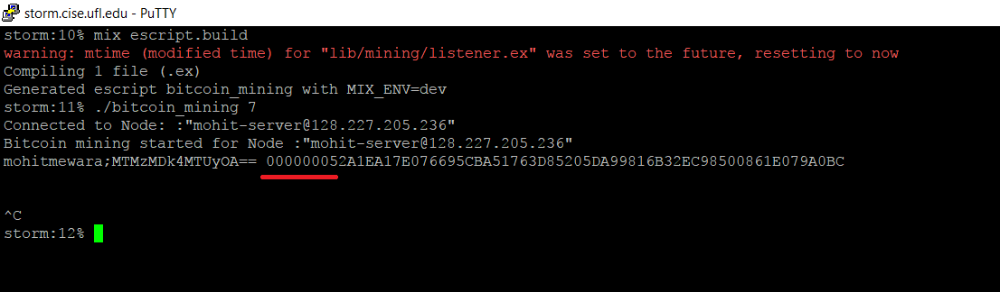 storm.cise.ufl.edu - PuTTY
storm:10% mix escript.build
warning: mtime (modified time) for "lib/mining/listener.ex" was set to the future, resetting to now
Compiling 1 file (.ex)
Generated escript bitcoin_mining with MIX_ENV=dev
storm:11% ./bitcoin_mining 7
Connected to Node: :"mohit-server@128.227.205.236"
Bitcoin mining started for Node :"mohit-server@128.227.205.236"
mohitmewara;MTMzMDk4MTUyOA== 000000052A1EA17E076695CBA51763D85205DA99816B32EC98500861E079A0BC
^C
storm:12%